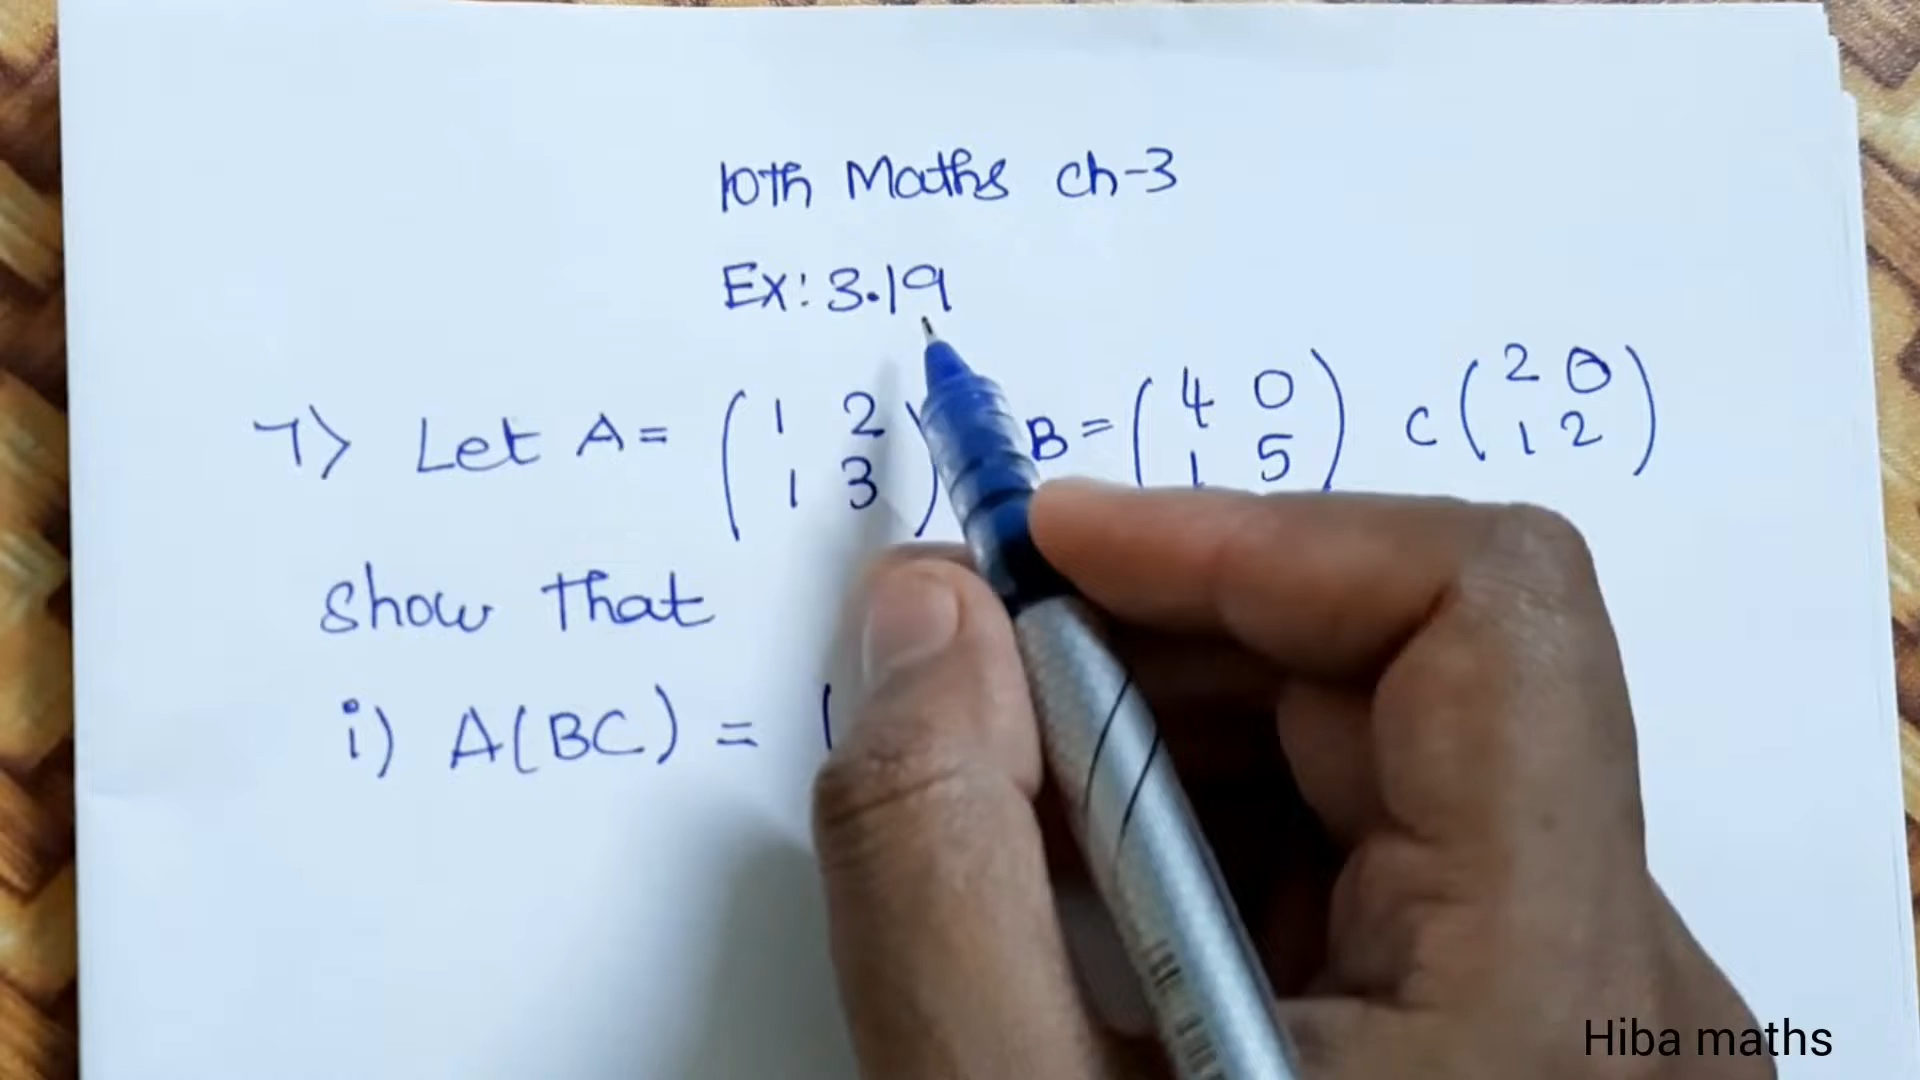 10th Maths ch-3
Ex: 3.19
7) Let A = ( 1 2 B = ( 4 0 ) C ( 2 0 )
1 3 ) 1 5 1 2
show that
i) A(BC) = (
Hiba maths